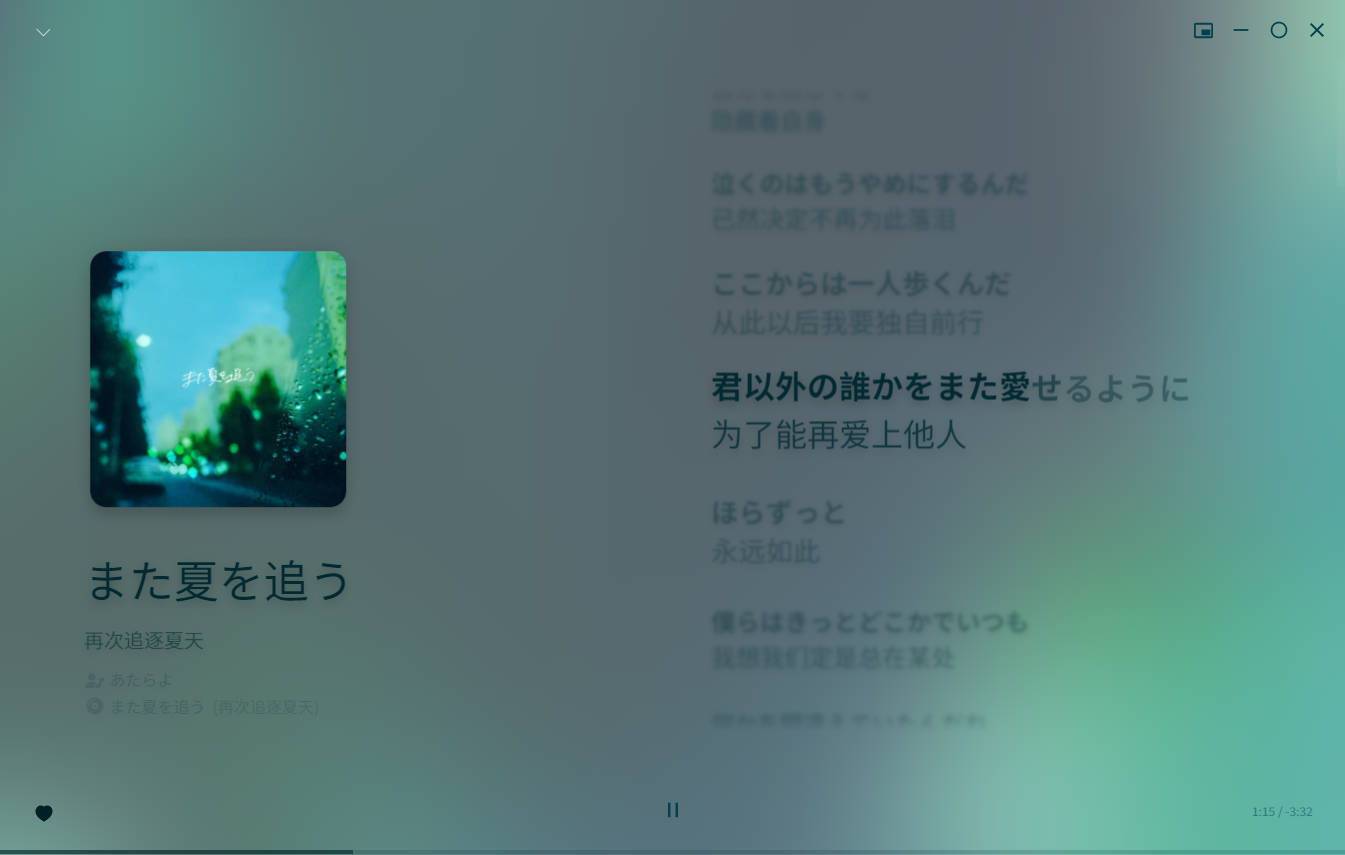 また夏を追う
また夏を追う
再次追逐夏天
あたらよ
また夏を追う (再次追逐夏天)
隐藏着自身
泣くのはもうやめにするんだ
已然决定不再为此落泪
ここからは一人歩くんだ
从此以后我要独自前行
君以外の誰かをまた愛せるように
为了能再爱上他人
ほらずっと
永远如此
僕らはきっとどこかでいつも
我想我们定是总在某处
1:15 / -3:32